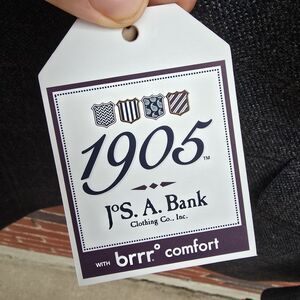 1905™
JoS. A. Bank
Clothing Co., Inc.
WITH brrr° comfort